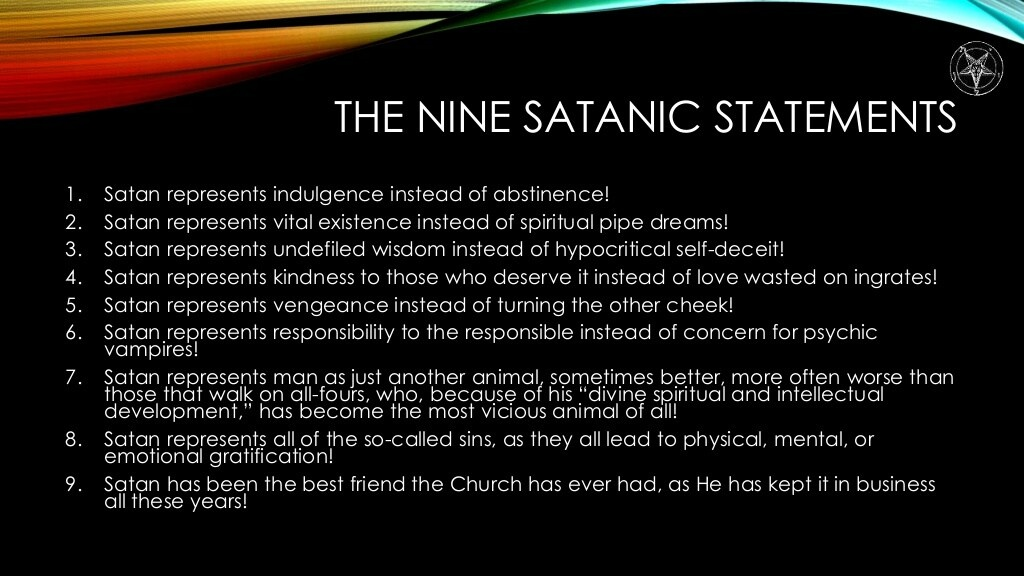 THE NINE SATANIC STATEMENTS
1. Satan represents indulgence instead of abstinence!
2. Satan represents vital existence instead of spiritual pipe dreams!
3. Satan represents undefiled wisdom instead of hypocritical self-deceit!
4. Satan represents kindness to those who deserve it instead of love wasted on ingrates!
5. Satan represents vengeance instead of turning the other cheek!
6. Satan represents responsibility to the responsible instead of concern for psychic
vampires!
7. Satan represents man as just another animal, sometimes better, more often worse than
those that walk on all-fours, who, because of his “divine spiritual and intellectual
development,” has become the most vicious animal of all!
8. Satan represents all of the so-called sins, as they all lead to physical, mental, or
emotional gratification!
9. Satan has been the best friend the Church has ever had, as He has kept it in business
all these years!